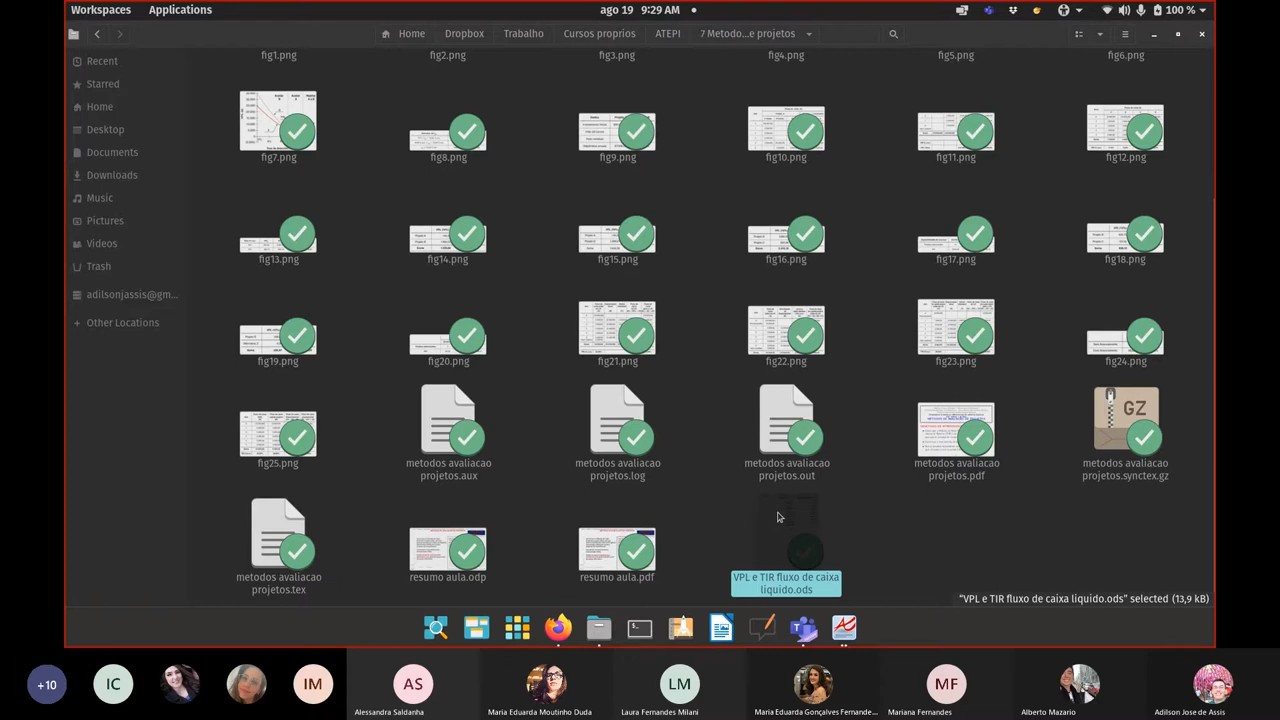 Workspaces Applications ago 19 9:29 AM 100 %
Home Dropbox Trabalho Cursos proprios ATEPI 7 Metodo...e projetos
Recent
Starred
Home
Desktop
Documents
Downloads
Music
Pictures
Videos
Trash
adilsonjassis@gm...
+ Other locations
fig1.png fig2.png fig3.png fig4.png fig5.png fig6.png
fig7.png fig8.png fig9.png fig10.png fig11.png fig12.png
fig13.png fig14.png fig15.png fig16.png fig17.png fig18.png
fig19.png fig20.png fig21.png fig22.png fig23.png fig24.png
GZ
fig25.png metodos avaliacao metodos avaliacao metodos avaliacao metodos avaliacao metodos avaliacao
projetos.aux projetos.log projetos.out projetos.pdf projetos.synctex.gz
metodos avaliacao resumo aula.odp resumo aula.pdf VPL e TIR fluxo de caixa
projetos.tex liquido.ods
"VPL e TIR fluxo de caixa liquido.ods" selected (13,9 kB)
+10 IC IM AS LM MF
Alessandra Saldanha Maria Eduarda Moutinho Duda Laura Fernandes Milani Maria Eduarda Gonçalves Fernande... Mariana Fernandes Alberto Mazario Adilson Jose de Assis